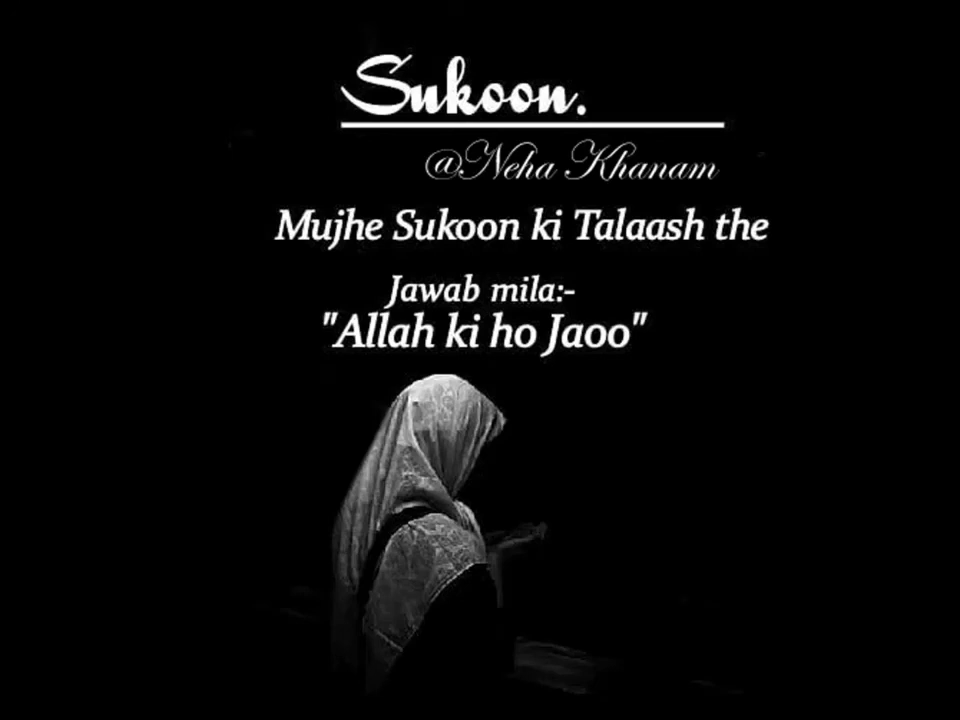 Sukoon.
@Neha Khanam
Mujhe Sukoon ki Talaash the
Jawab mila:-
"Allah ki ho Jaoo"